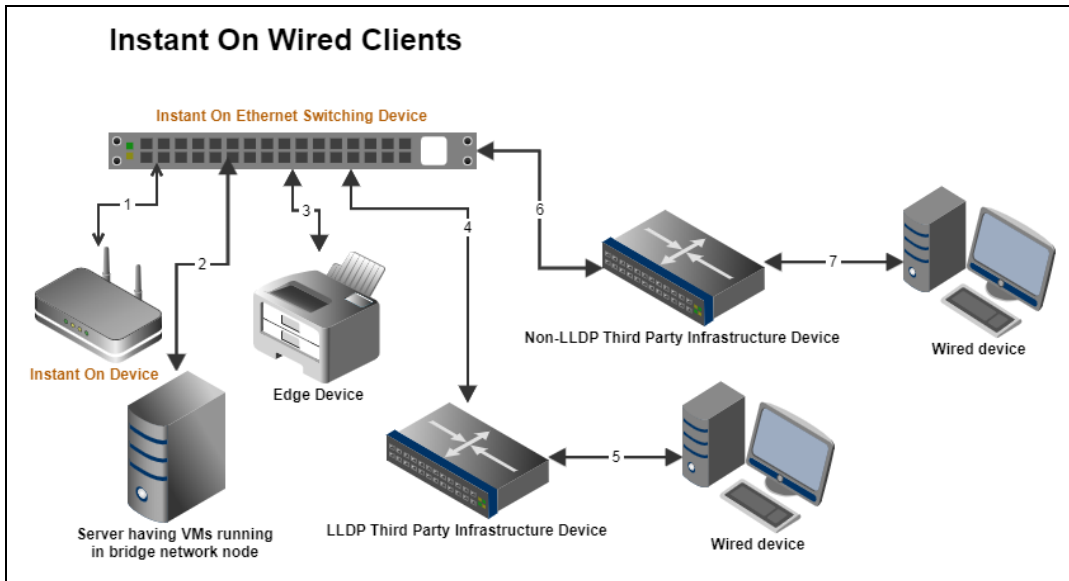 Instant On Wired Clients
Instant On Ethernet Switching Device
1
2
3
4
6
7
Instant On Device
Edge Device
Non-LLDP Third Party Infrastructure Device
Wired device
5
Server having VMs running
in bridge network node
LLDP Third Party Infrastructure Device
Wired device